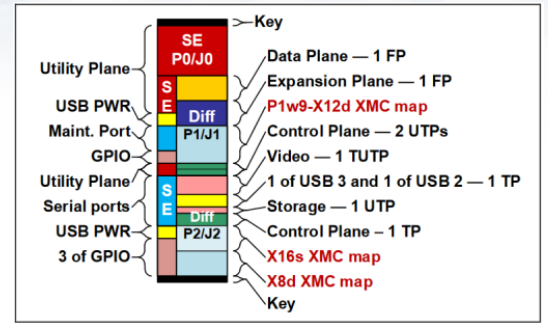 Key
SE
P0/J0
Utility Plane
Data Plane — 1 FP
Expansion Plane — 1 FP
SE
USB PWR
Diff
P1w9-X12d XMC map
Maint. Port
P1/J1
Control Plane — 2 UTPs
GPIO
Video — 1 TUTP
Utility Plane
1 of USB 3 and 1 of USB 2 — 1 TP
SE
Serial ports
Storage — 1 UTP
Diff
USB PWR
P2/J2
Control Plane – 1 TP
3 of GPIO
X16s XMC map
X8d XMC map
Key